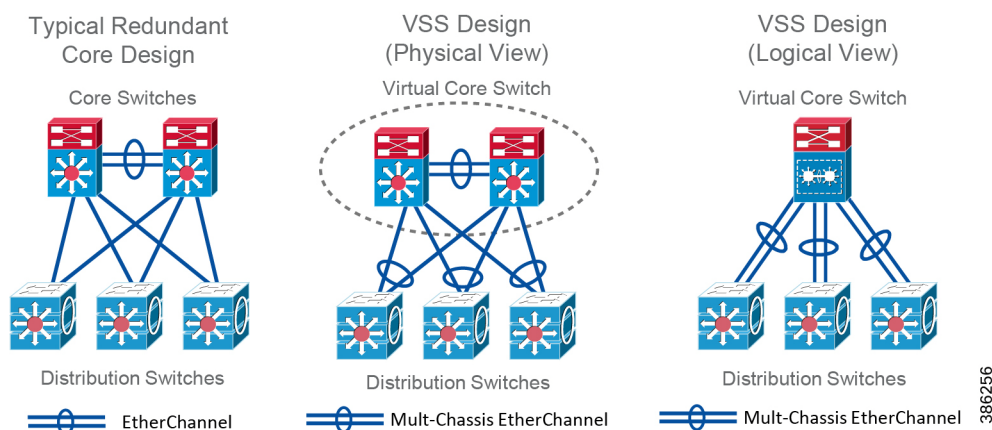 Typical Redundant
Core Design
Core Switches
Distribution Switches
EtherChannel
VSS Design
(Physical View)
Virtual Core Switch
Distribution Switches
Mult-Chassis EtherChannel
VSS Design
(Logical View)
Virtual Core Switch
Distribution Switches
Mult-Chassis EtherChannel
386256